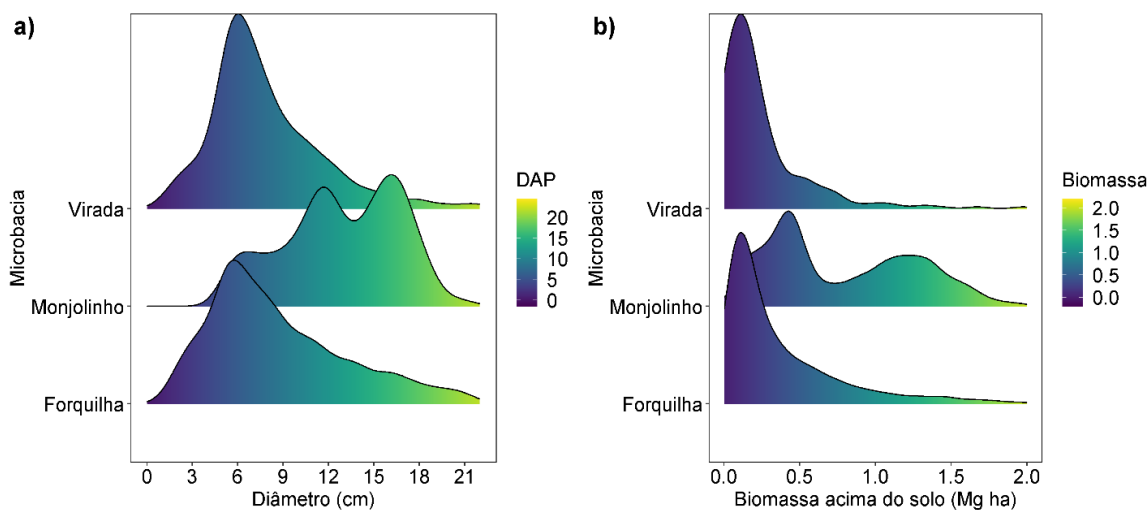 a)
Microbacia
Virada
Monjolinho
Forquilha
0 3 6 9 12 15 18 21
Diâmetro (cm)
DAP
20
15
10
5
0
b)
Microbacia
Virada
Monjolinho
Forquilha
0.0 0.5 1.0 1.5 2.0
Biomassa acima do solo (Mg ha)
Biomassa
2.0
1.5
1.0
0.5
0.0